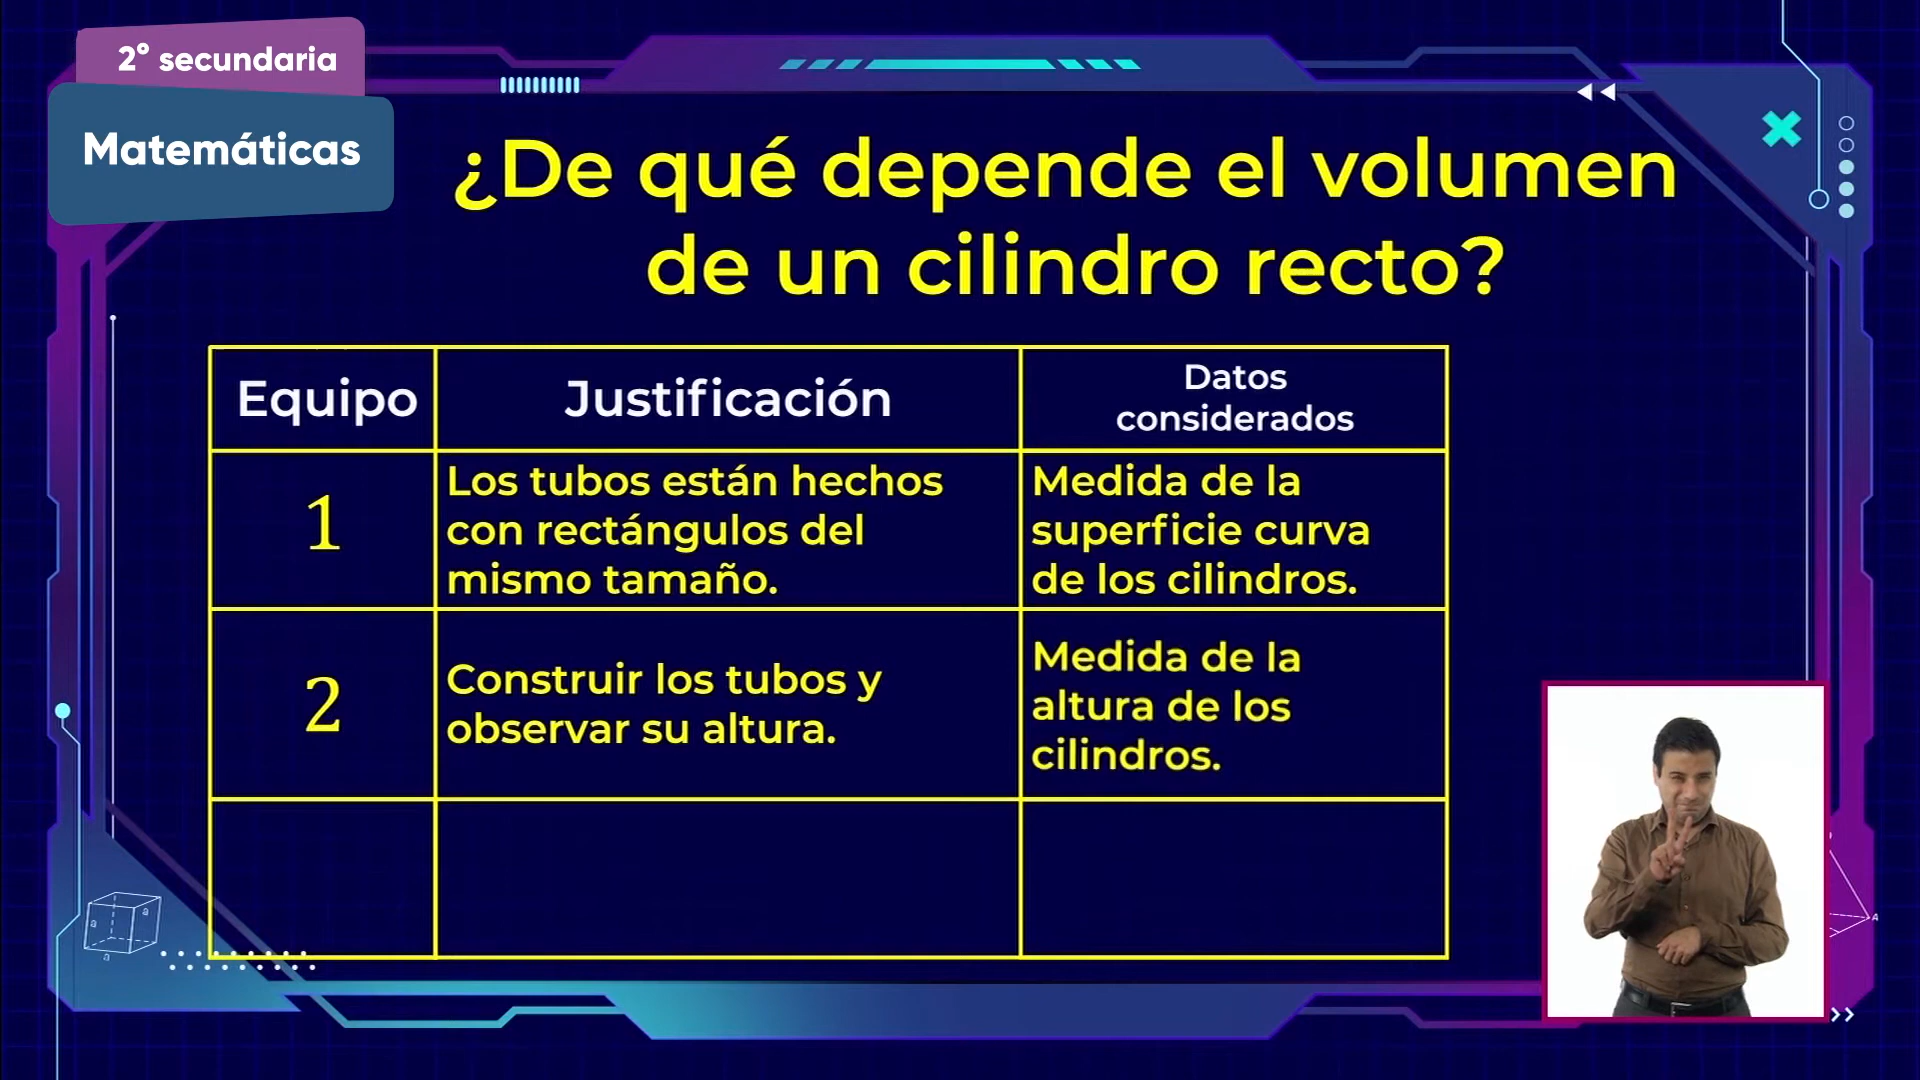 2° secundaria
Matemáticas
¿De qué depende el volumen
de un cilindro recto?
Equipo
Justificación
Datos
considerados
1
Los tubos están hechos
con rectángulos del
mismo tamaño.
Medida de la
superficie curva
de los cilindros.
2
Construir los tubos y
observar su altura.
Medida de la
altura de los
cilindros.
a
a
a
A